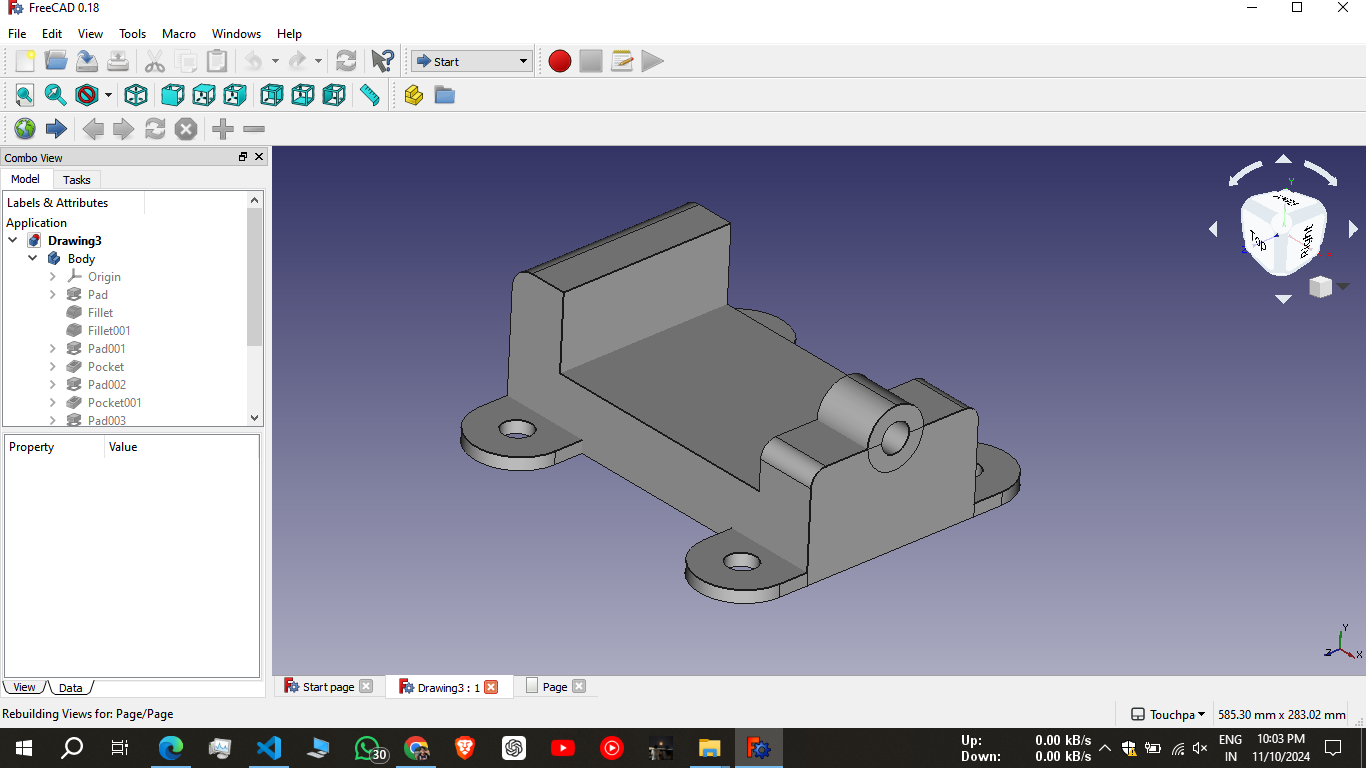 FreeCAD 0.18
File Edit View Tools Macro Windows Help
Start
Combo View
Model Tasks
Labels & Attributes
Application
Drawing3
Body
Origin
Pad
Fillet
Fillet001
Pad001
Pocket
Pad002
Pocket001
Pad003
Property Value
View Data
Y
Top
Right
Z
Y
Z X
Start page Drawing3 : 1 Page
Rebuilding Views for: Page/Page
Touchpa 585.30 mm x 283.02 mm
30
Up: 0.00 kB/s
Down: 0.00 kB/s
ENG
IN
10:03 PM
11/10/2024